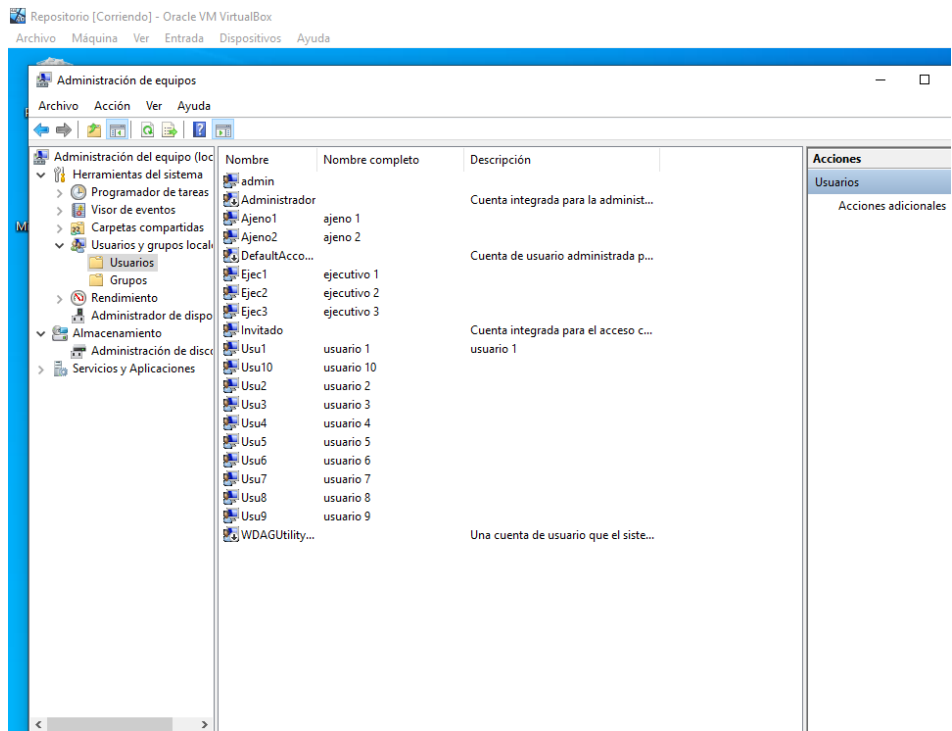 Repositorio [Corriendo] - Oracle VM VirtualBox
Archivo Máquina Ver Entrada Dispositivos Ayuda
Administración de equipos
Archivo Acción Ver Ayuda
Administración del equipo (loc
Herramientas del sistema
Programador de tareas
Visor de eventos
Carpetas compartidas
Usuarios y grupos local
Usuarios
Grupos
Rendimiento
Administrador de dispo
Almacenamiento
Administración de disc
Servicios y Aplicaciones
Nombre Nombre completo Descripción
admin
Administrador Cuenta integrada para la administ...
Ajeno1 ajeno 1
Ajeno2 ajeno 2
DefaultAcco... Cuenta de usuario administrada p...
Ejec1 ejecutivo 1
Ejec2 ejecutivo 2
Ejec3 ejecutivo 3
Invitado Cuenta integrada para el acceso c...
Usu1 usuario 1 usuario 1
Usu10 usuario 10
Usu2 usuario 2
Usu3 usuario 3
Usu4 usuario 4
Usu5 usuario 5
Usu6 usuario 6
Usu7 usuario 7
Usu8 usuario 8
Usu9 usuario 9
WDAGUtility... Una cuenta de usuario que el siste...
Acciones
Usuarios
Acciones adicionales